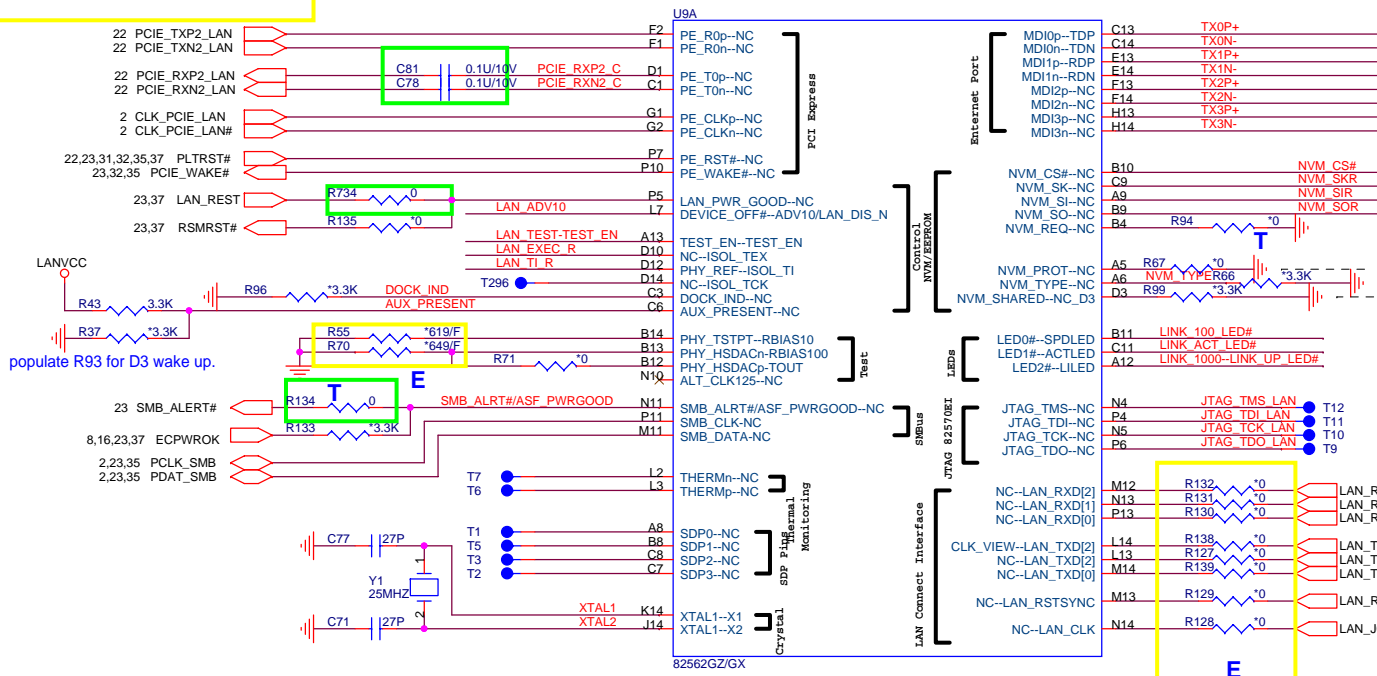 U9A
22 PCIE_TXP2_LAN F2 PE_R0p--NC MDI0p--TDP C13 TX0P+
22 PCIE_TXN2_LAN F1 PE_R0n--NC MDI0n--TDN C14 TX0N-
MDI1p--RDP E13 TX1P+
22 PCIE_RXP2_LAN C81 0.1U/10V PCIE_RXP2_C D1 PE_T0p--NC MDI1n--RDN E14 TX1N-
22 PCIE_RXN2_LAN C78 0.1U/10V PCIE_RXN2_C C1 PE_T0n--NC MDI2p--NC F13 TX2P+
MDI2n--NC F14 TX2N-
2 CLK_PCIE_LAN G1 PE_CLKp--NC MDI3p--NC H13 TX3P+
2 CLK_PCIE_LAN# G2 PE_CLKn--NC MDI3n--NC H14 TX3N-
PCI Express
Enternet Port
22,23,31,32,35,37 PLTRST# P7 PE_RST#--NC
23,32,35 PCIE_WAKE# P10 PE_WAKE#--NC NVM_CS#--NC B10 NVM_CS#
NVM_SK--NC C9 NVM_SKR
23,37 LAN_REST R734 0 P5 LAN_PWR_GOOD--NC NVM_SI--NC A9 NVM_SIR
LAN_ADV10 L7 DEVICE_OFF#--ADV10/LAN_DIS_N NVM_SO--NC B9 NVM_SOR
23,37 RSMRST# R135 *0 NVM_REQ--NC B4 R94 *0
T
LAN_TEST-TEST_EN A13 TEST_EN--TEST_EN
LAN_EXEC_R D10 NC--ISOL_TEX
LAN_TI_R D12 PHY_REF--ISOL_TI NVM_PROT--NC A5 R67 *0
T296 D14 NC--ISOL_TCK NVM_TYPE--NC A6 NVM_TYPER66 *3.3K
LANVCC
R96 *3.3K DOCK_IND C3 DOCK_IND--NC NVM_SHARED--NC_D3 D3 R99 *3.3K
R43 3.3K AUX_PRESENT C6 AUX_PRESENT--NC
Control
NVM/EEPROM
R37 *3.3K
populate R93 for D3 wake up.
R55 *619/F B14 PHY_TSTPT--RBIAS10 LED0#--SPDLED B11 LINK_100_LED#
R70 *649/F B13 PHY_HSDACn-RBIAS100 LED1#--ACTLED C11 LINK_ACT_LED#
R71 *0 B12 PHY_HSDACp-TOUT LED2#--LILED A12 LINK_1000--LINK_UP_LED#
N10 ALT_CLK125--NC
Test
LEDs
E
T
23 SMB_ALERT# R134 0 SMB_ALRT#/ASF_PWRGOOD N11 SMB_ALRT#/ASF_PWRGOOD--NC JTAG_TMS--NC N4 JTAG_TMS_LAN T12
P11 SMB_CLK-NC JTAG_TDI--NC P4 JTAG_TDI_LAN T11
8,16,23,37 ECPWROK R133 *3.3K M11 SMB_DATA-NC JTAG_TCK--NC N5 JTAG_TCK_LAN T10
JTAG_TDO--NC P6 JTAG_TDO_LAN T9
SMBus
JTAG 82570EI
2,23,35 PCLK_SMB
2,23,35 PDAT_SMB
T7 L2 THERMn--NC
T6 L3 THERMp--NC
Thermal
Monitoring
NC--LAN_RXD[2] M12 R132 *0 LAN_R
NC--LAN_RXD[1] N13 R131 *0 LAN_R
NC--LAN_RXD[0] P13 R130 *0 LAN_R
T1 A8 SDP0--NC
T5 B8 SDP1--NC CLK_VIEW--LAN_TXD[2] L14 R138 *0 LAN_T
T3 C8 SDP2--NC NC--LAN_TXD[2] L13 R127 *0 LAN_T
T2 C7 SDP3--NC NC--LAN_TXD[0] M14 R139 *0 LAN_T
SDP Pins
LAN Connect Interface
C77 27P
1
Y1
25MHZ
2
XTAL1 K14 XTAL1--X1 NC--LAN_RSTSYNC M13 R129 *0 LAN_R
C71 27P XTAL2 J14 XTAL1--X2 NC--LAN_CLK N14 R128 *0 LAN_J
Crystal
82562GZ/GX
E